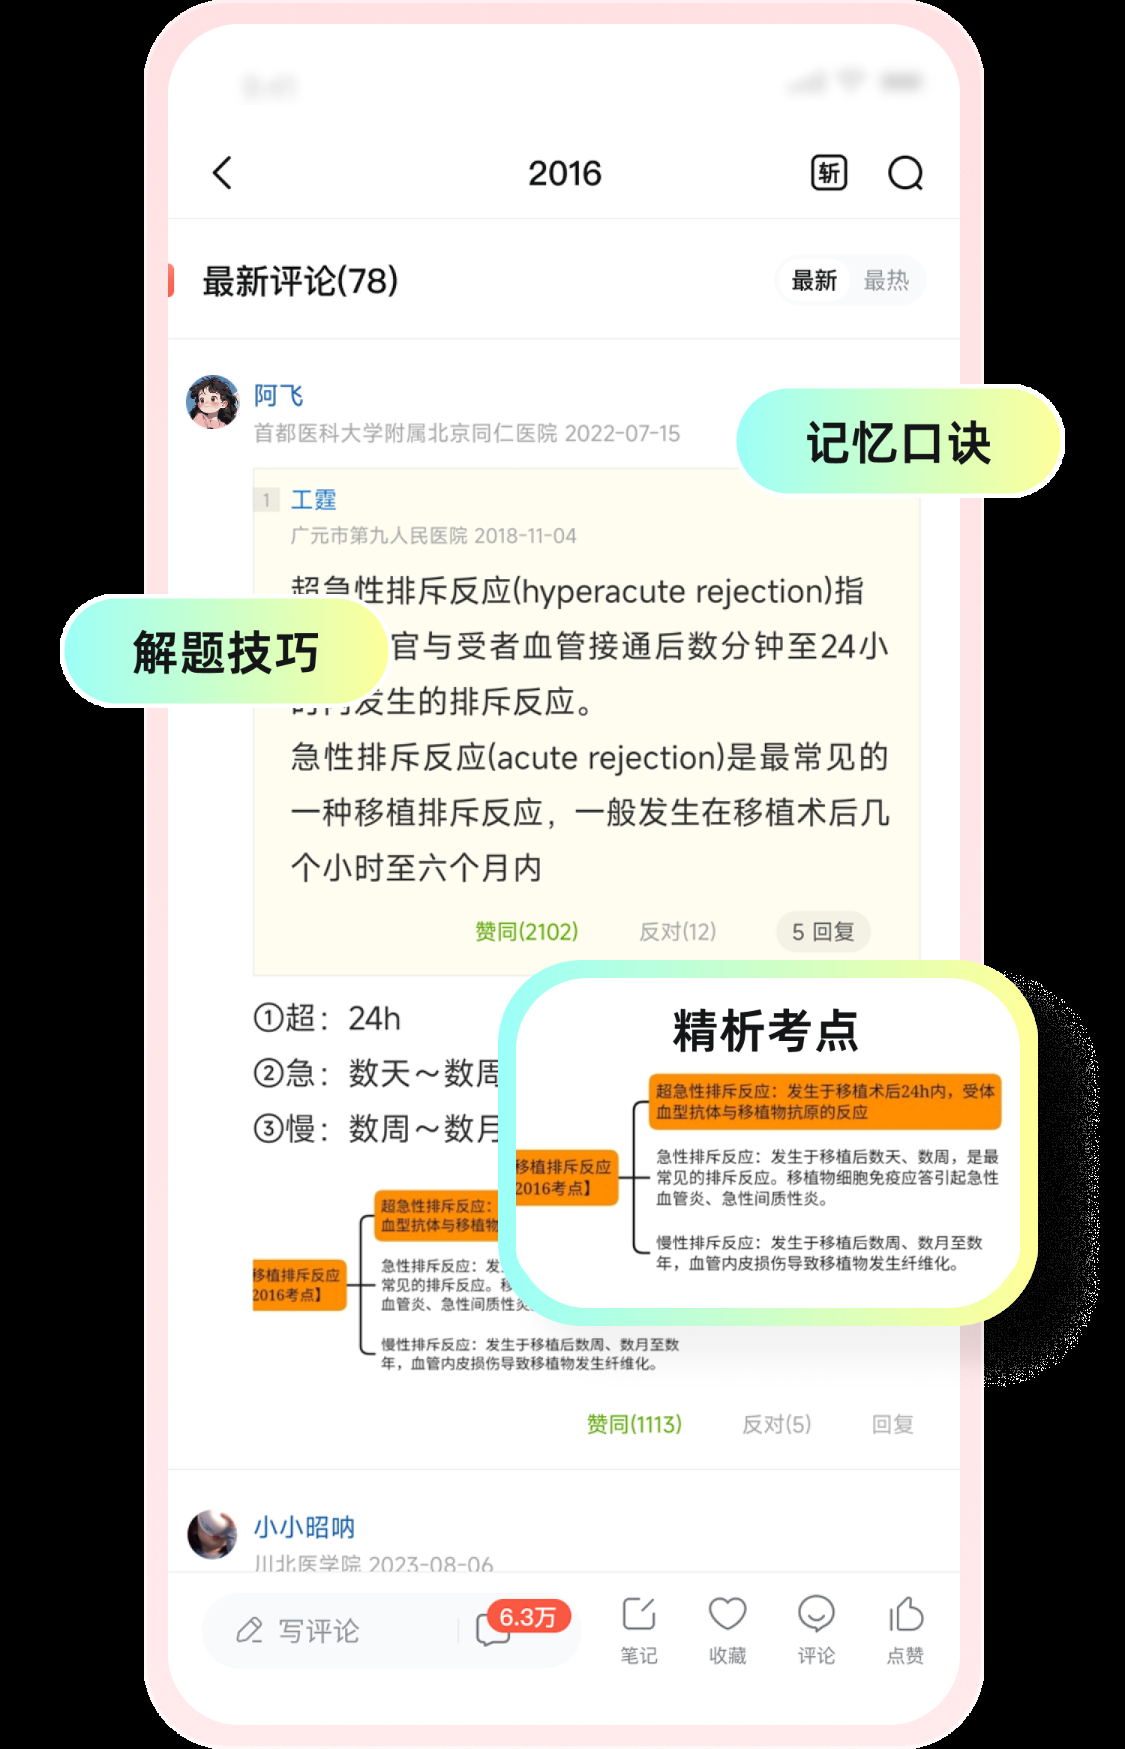 2016
斩
最新评论(78)
最新 最热
阿飞
首都医科大学附属北京同仁医院 2022-07-15
记忆口诀
1 工霆
广元市第九人民医院 2018-11-04
超急性排斥反应(hyperacute rejection)指
解题技巧
官与受者血管接通后数分钟至24小
时内发生的排斥反应。
急性排斥反应(acute rejection)是最常见的
一种移植排斥反应，一般发生在移植术后几
个小时至六个月内
赞同(2102) 反对(12) 5 回复
①超：24h
②急：数天～数周
③慢：数周～数月
精析考点
超急性排斥反应：发生于移植术后24h内，受体
血型抗体与移植物抗原的反应
移植排斥反应
2016考点】
急性排斥反应：发生于移植后数天、数周，是最
常见的排斥反应。移植物细胞免疫应答引起急性
血管炎、急性间质性炎。
慢性排斥反应：发生于移植后数周、数月至数
年，血管内皮损伤导致移植物发生纤维化。
超急性排斥反应：
血型抗体与移植物
移植排斥反应
2016考点】
急性排斥反应：发
常见的排斥反应。移
血管炎、急性间质性炎
慢性排斥反应：发生于移植后数周、数月至数
年，血管内皮损伤导致移植物发生纤维化。
赞同(1113) 反对(5) 回复
小小昭呐
川北医学院 2023-08-06
写评论 6.3万
笔记 收藏 评论 点赞